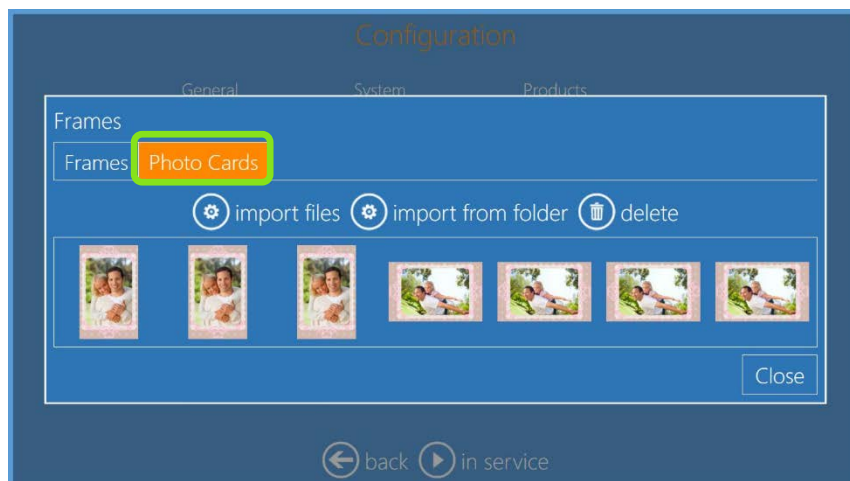 Configuration
General System Products
Frames
Frames Photo Cards
import files import from folder delete
Close
back in service